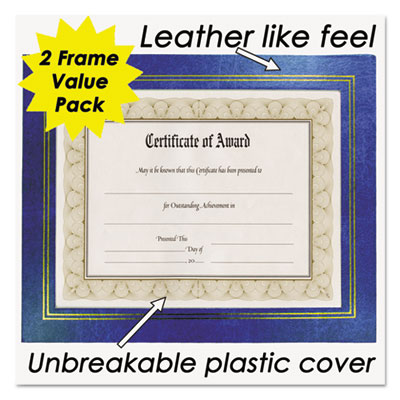 Leather like feel
2 Frame
Value
Pack
Certificate of Award
May it be known that this Certificate has been presented to
for Outstanding Achievement in
Presented This
Day of
Unbreakable plastic cover